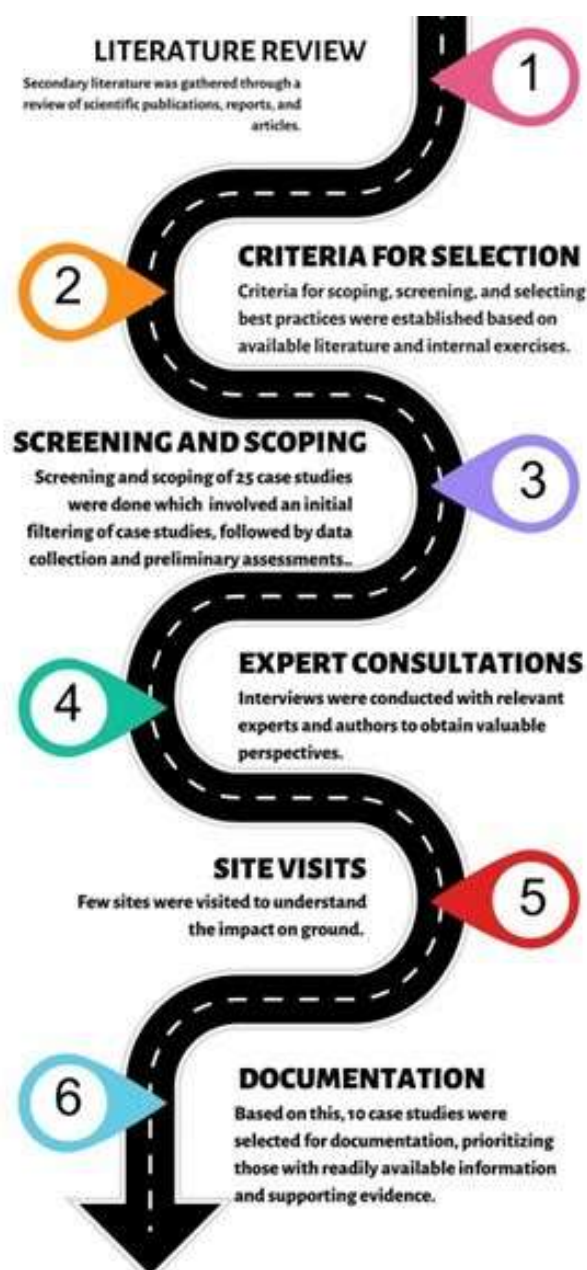 LITERATURE REVIEW
Secondary literature was gathered through a
review of scientific publications, reports, and
articles.
1
2
CRITERIA FOR SELECTION
Criteria for scoping, screening, and selecting
best practices were established based on
available literature and internal exercises.
SCREENING AND SCOPING
Screening and scoping of 25 case studies
were done which involved an initial
filtering of case studies, followed by data
collection and preliminary assessments..
3
4
EXPERT CONSULTATIONS
Interviews were conducted with relevant
experts and authors to obtain valuable
perspectives.
SITE VISITS
Few sites were visited to understand
the impact on ground.
5
6
DOCUMENTATION
Based on this, 10 case studies were
selected for documentation, prioritizing
those with readily available information
and supporting evidence.